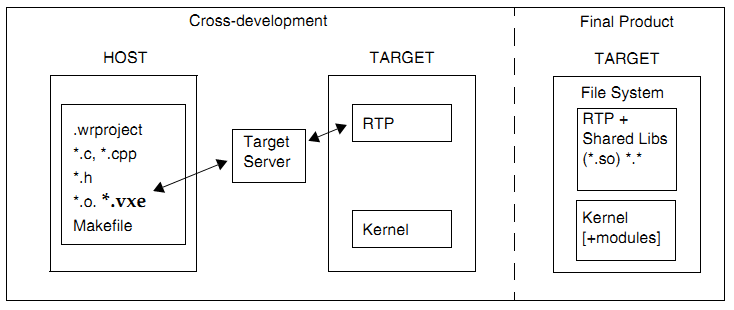 Cross-development
Final Product
HOST
TARGET
TARGET
.wrproject
*.c, *.cpp
*.h
*.o. *.vxe
Makefile
Target
Server
RTP
Kernel
File System
RTP +
Shared Libs
(*.so) *.*
Kernel
[+modules]